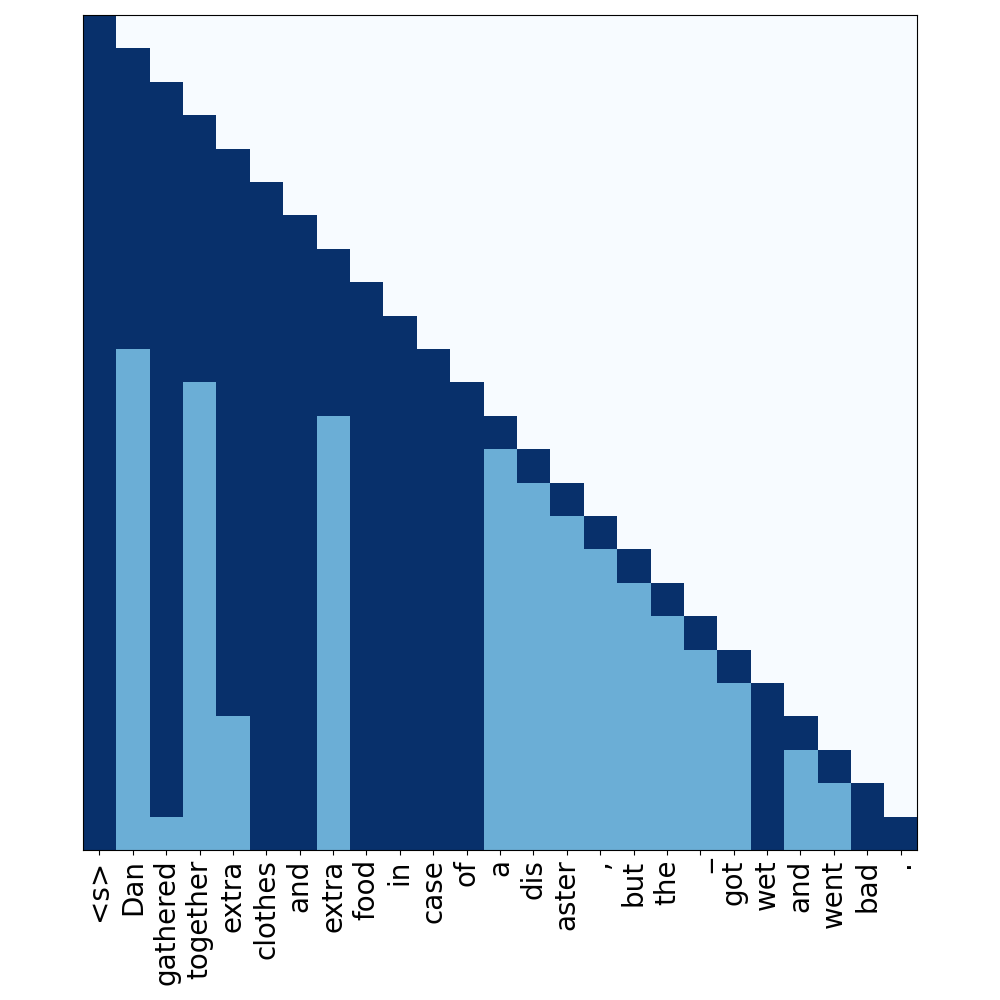 <s>
Dan
gathered
together
extra
clothes
and
extra
food
in
case
of
a
dis
aster
,
but
the
_
got
wet
and
went
bad
.